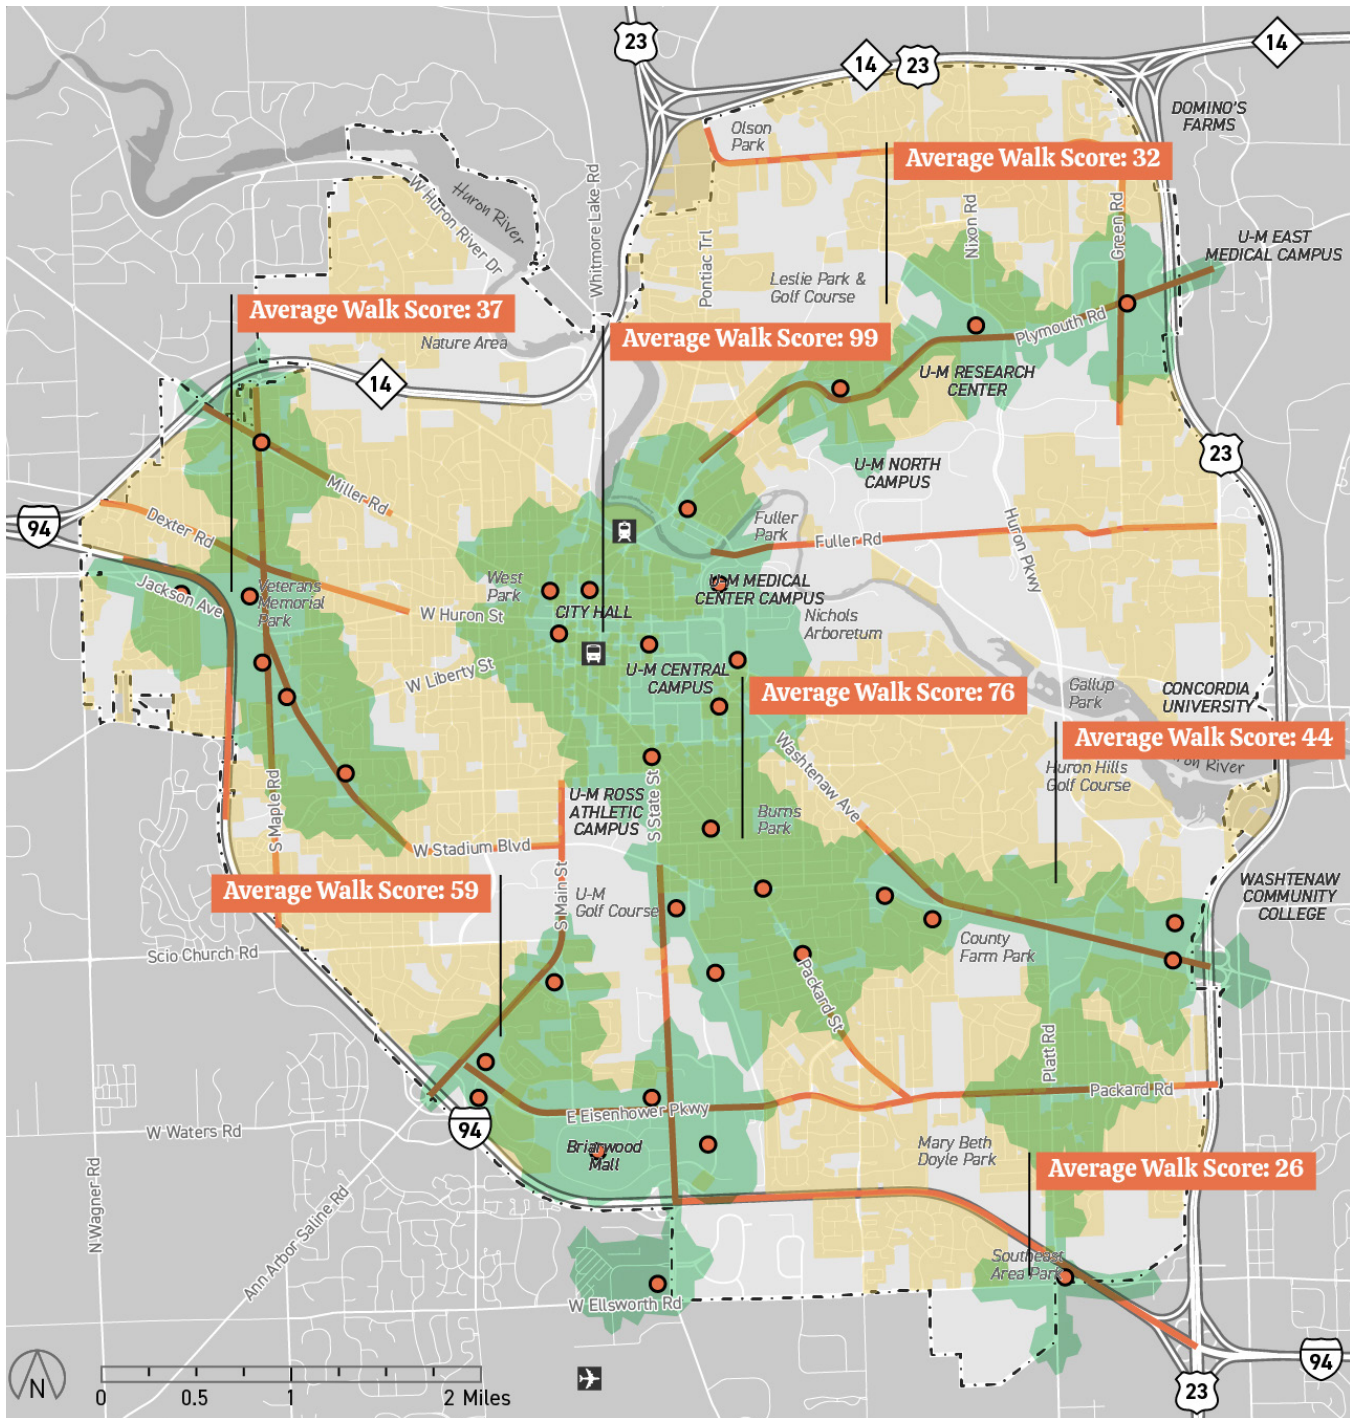 23
14
14
23
DOMINO'S
FARMS
Olson
Park
Average Walk Score: 32
W Huron River Dr
Huron River
Whitmore Lake Rd
Pontiac Trl
Nixon Rd
Green Rd
U-M EAST
MEDICAL CAMPUS
Leslie Park &
Golf Course
Average Walk Score: 37
Nature Area
Average Walk Score: 99
Plymouth Rd
14
U-M RESEARCH
CENTER
23
U-M NORTH
CAMPUS
Miller Rd
94
Dexter Rd
Fuller
Park
Fuller Rd
Huron Pkwy
Jackson Ave
Veterans
Memorial
Park
West
Park
U-M MEDICAL
CENTER CAMPUS
W Huron St
CITY HALL
Nichols
Arboretum
W Liberty St
U-M CENTRAL
CAMPUS
Average Walk Score: 76
Gallup
Park
CONCORDIA
UNIVERSITY
Average Walk Score: 44
Washtenaw Ave
Huron Hills
Golf Course
River
S Maple Rd
U-M ROSS
ATHLETIC
CAMPUS
S State St
Burns
Park
W Stadium Blvd
Average Walk Score: 59
S Main St
U-M
Golf Course
WASHTENAW
COMMUNITY
COLLEGE
Scio Church Rd
County
Farm Park
Packard St
Platt Rd
Packard Rd
E Eisenhower Pkwy
W Waters Rd
94
Briarwood
Mall
Mary Beth
Doyle Park
Average Walk Score: 26
N Wagner Rd
Ann Arbor Saline Rd
Southeast
Area Park
W Ellsworth Rd
94
23
N
0 0.5 1 2 Miles